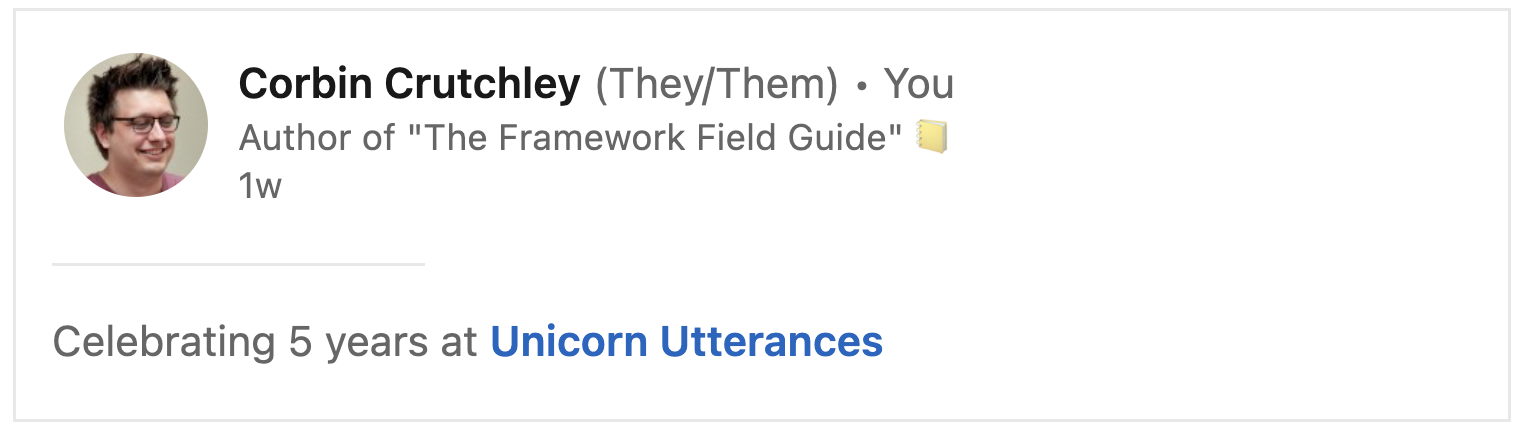 Corbin Crutchley (They/Them) • You
Author of "The Framework Field Guide" 📒
1w
Celebrating 5 years at Unicorn Utterances